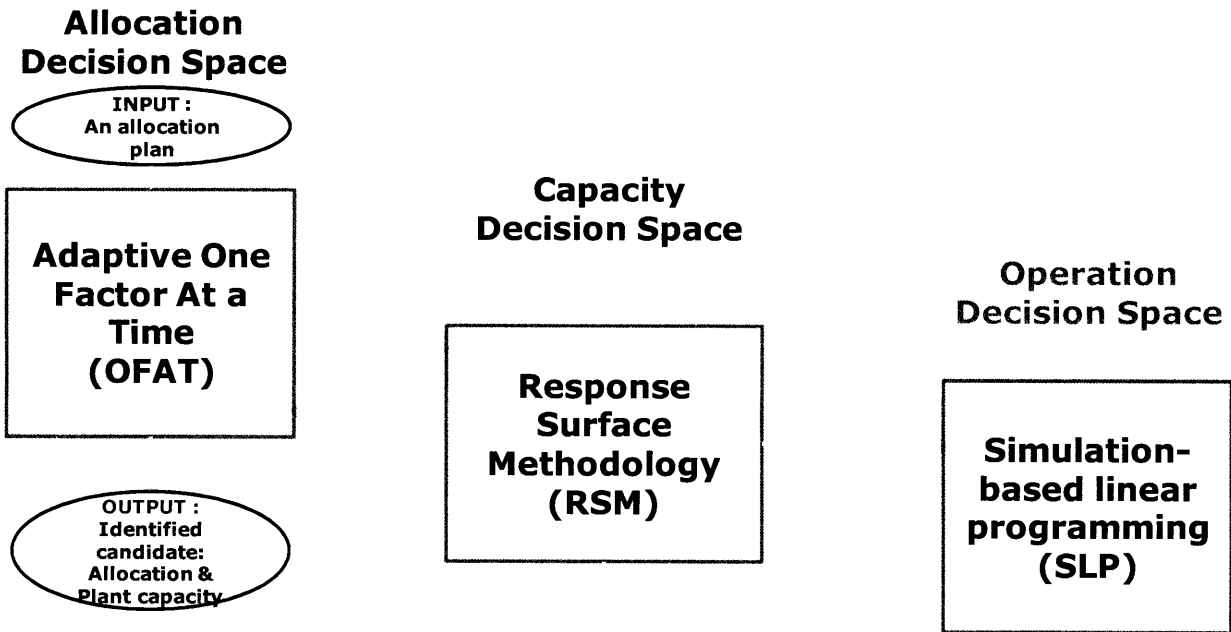 Allocation
Decision Space
INPUT :
An allocation
plan
Adaptive One
Factor At a
Time
(OFAT)
OUTPUT :
Identified
candidate:
Allocation &
Plant capacity
Capacity
Decision Space
Response
Surface
Methodology
(RSM)
Operation
Decision Space
Simulation-
based linear
programming
(SLP)